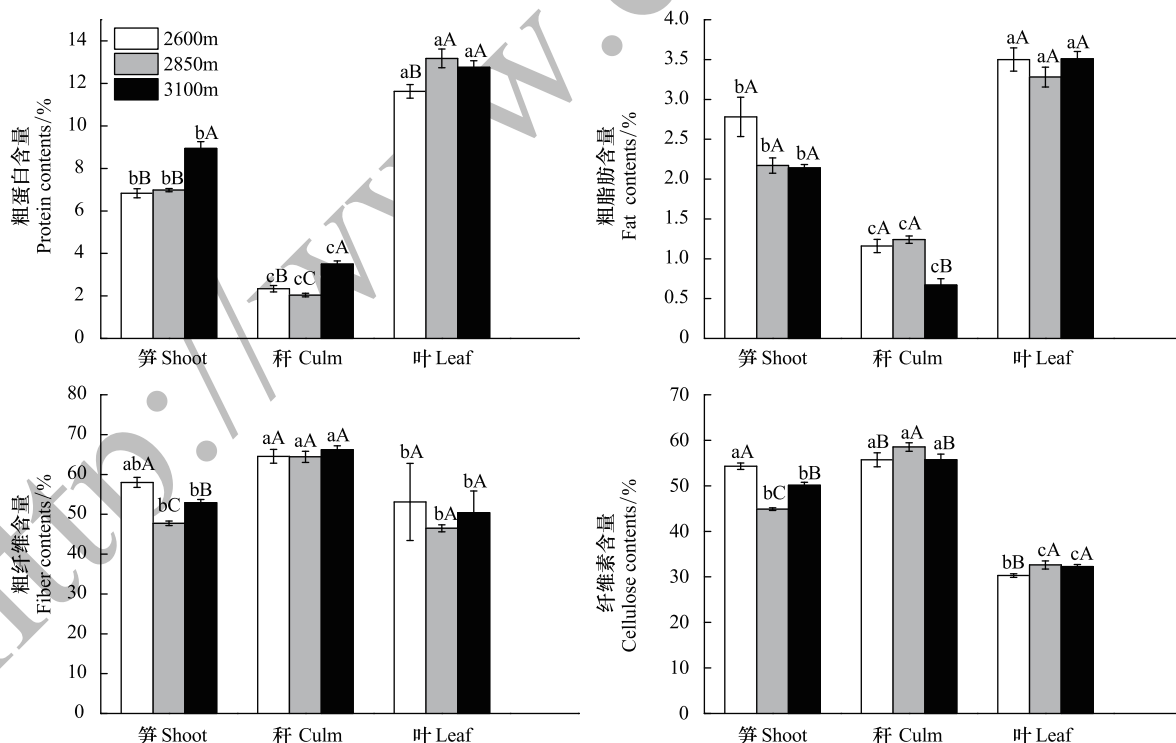 粗蛋白含量
Protein contents/%
14
12
10
8
6
4
2
0
2600m
2850m
3100m
bB
bB
bA
cB
cC
cA
aB
aA
aA
笋 Shoot
秆 Culm
叶 Leaf
粗脂肪含量
Fat contents/%
4.0
3.5
3.0
2.5
2.0
1.5
1.0
0.5
0
bA
bA
bA
cA
cA
cB
aA
aA
aA
笋 Shoot
秆 Culm
叶 Leaf
粗纤维含量
Fiber contents/%
80
70
60
50
40
30
20
10
0
abA
bC
bB
aA
aA
aA
bA
bA
bA
笋 Shoot
秆 Culm
叶 Leaf
纤维素含量
Cellulose contents/%
70
60
50
40
30
20
10
0
aA
bC
bB
aB
aA
aB
bB
cA
cA
笋 Shoot
秆 Culm
叶 Leaf